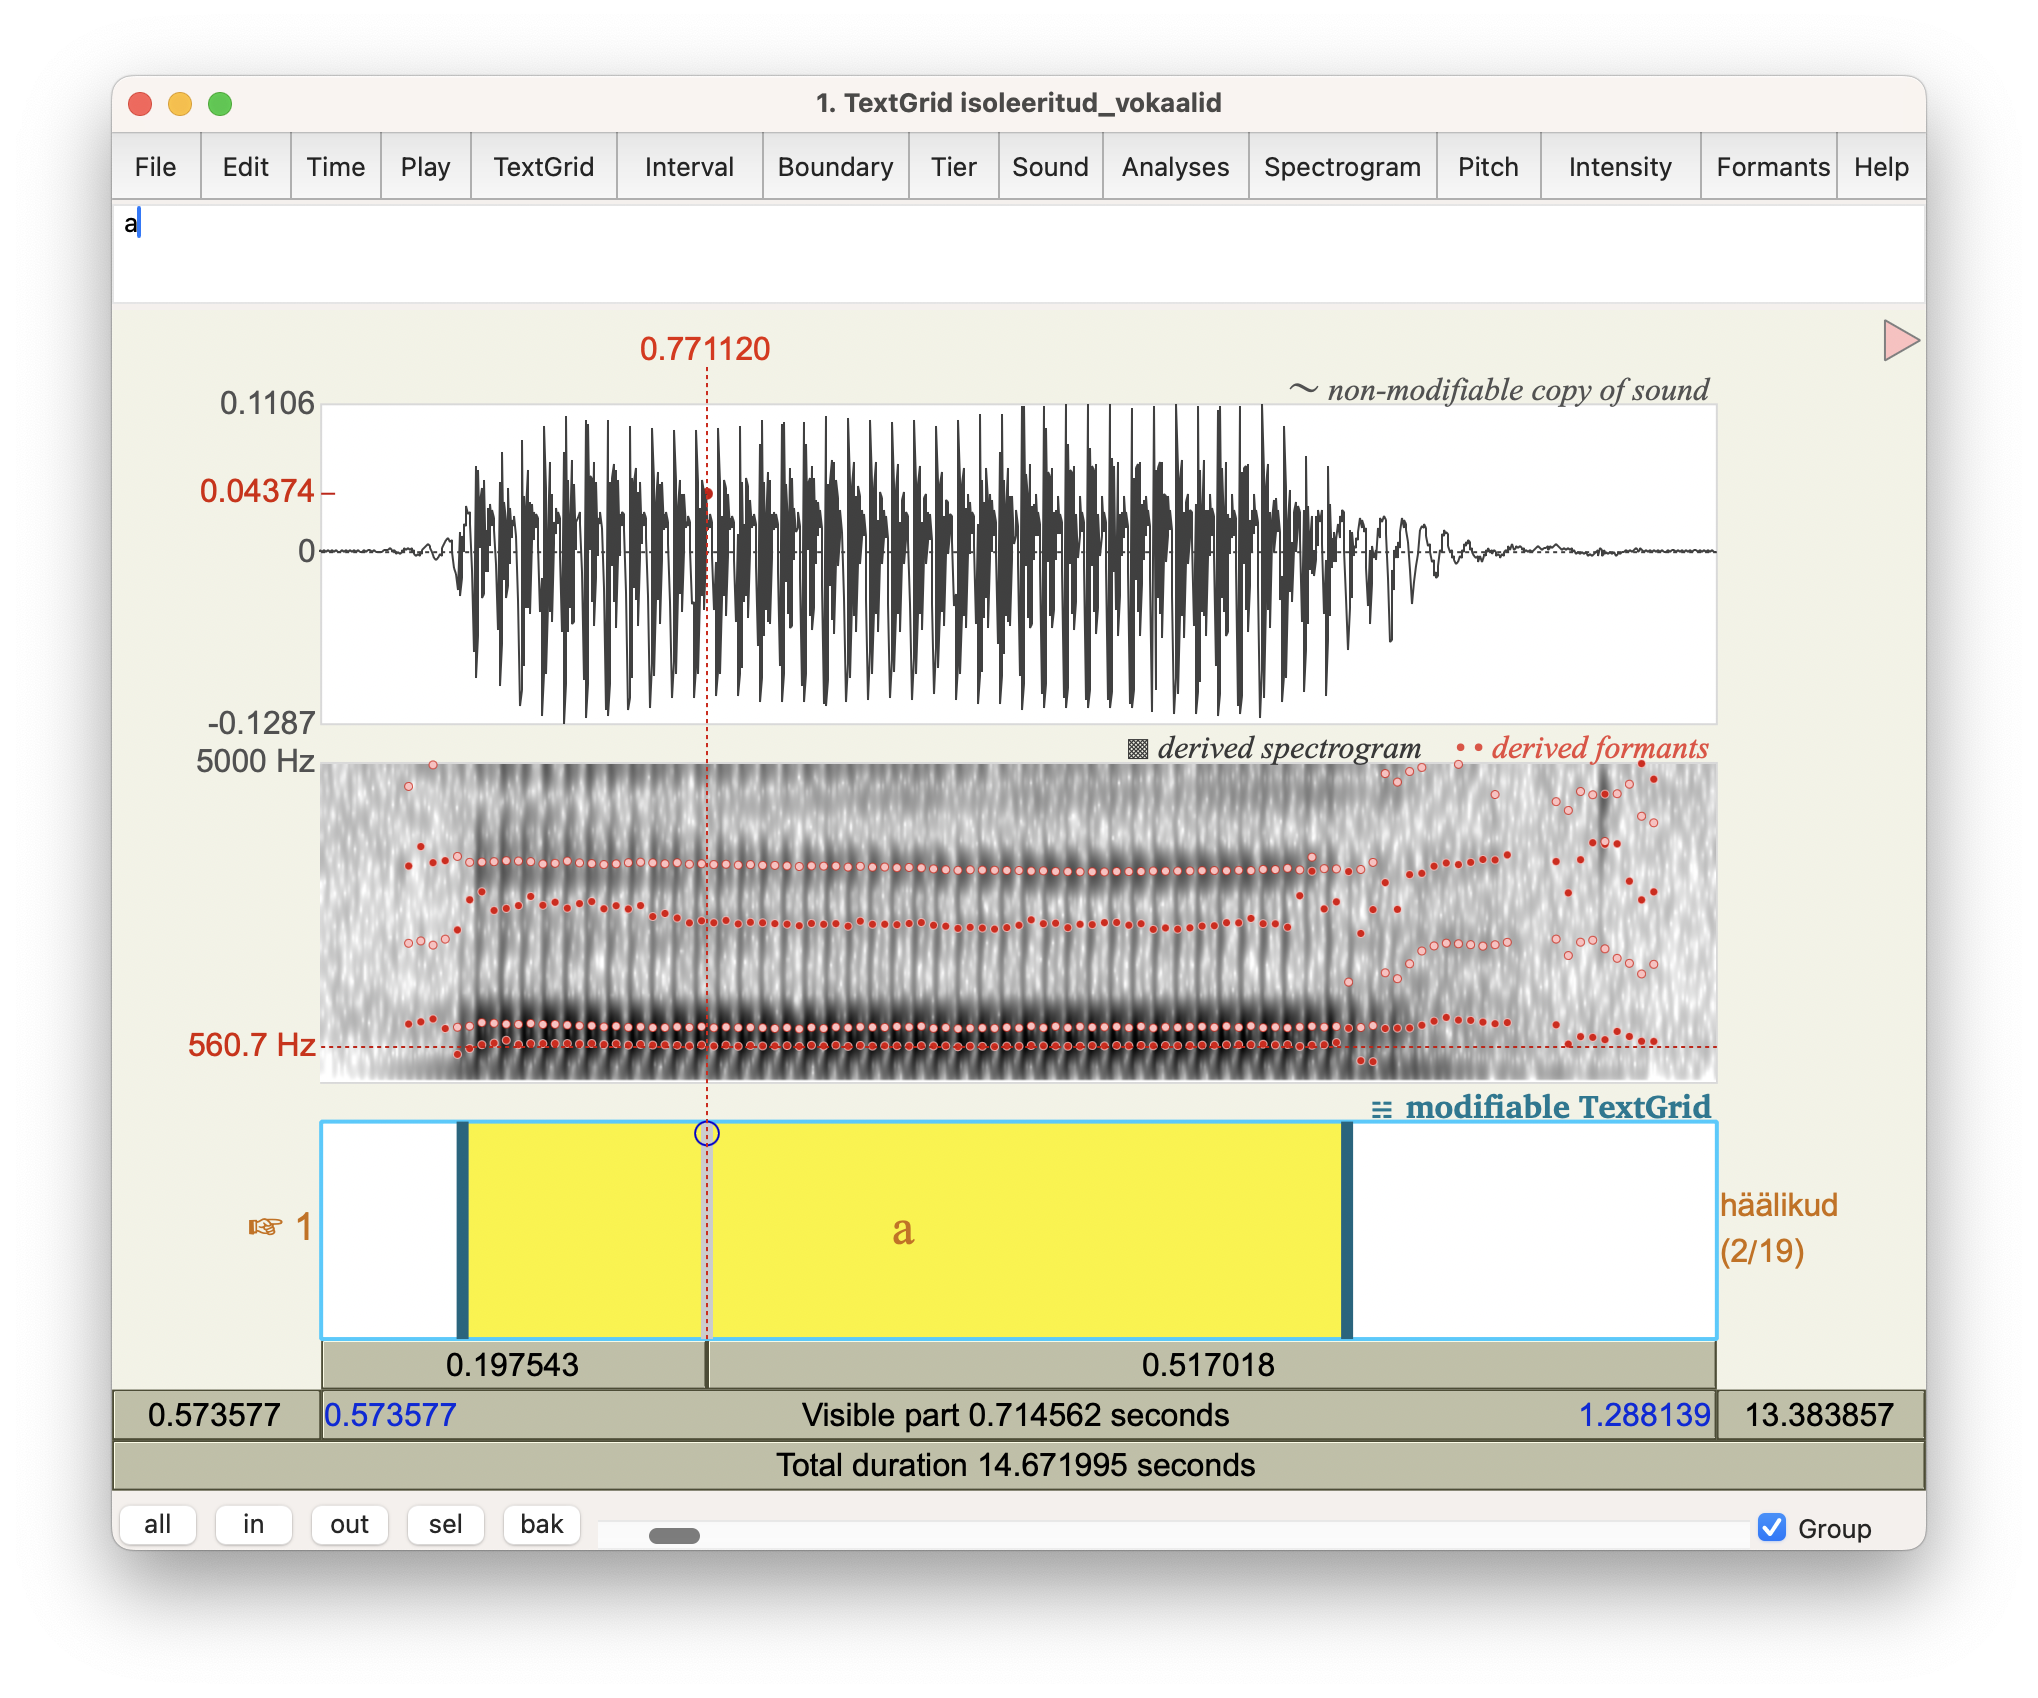 1. TextGrid isoleeritud_vokaalid
File Edit Time Play TextGrid Interval Boundary Tier Sound Analyses Spectrogram Pitch Intensity Formants Help
a
0.771120
0.1106
~ non-modifiable copy of sound
0.04374
0
-0.1287
5000 Hz
derived spectrogram
derived formants
560.7 Hz
modifiable TextGrid
☞ 1
a
häälikud
(2/19)
0.197543 0.517018
0.573577 0.573577 Visible part 0.714562 seconds 1.288139 13.383857
Total duration 14.671995 seconds
all in out sel bak Group